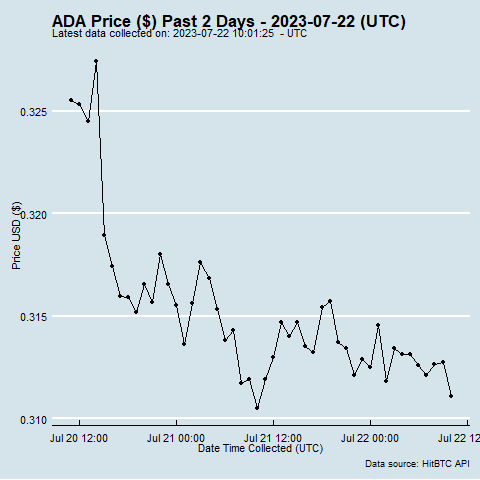 ADA Price ($) Past 2 Days - 2023-07-22 (UTC)
Latest data collected on: 2023-07-22 10:01:25 - UTC
0.325
0.320
0.315
0.310
Price USD ($)
Jul 20 12:00 Jul 21 00:00 Jul 21 12:00 Jul 22 00:00 Jul 22 12
Date Time Collected (UTC)
Data source: HitBTC API